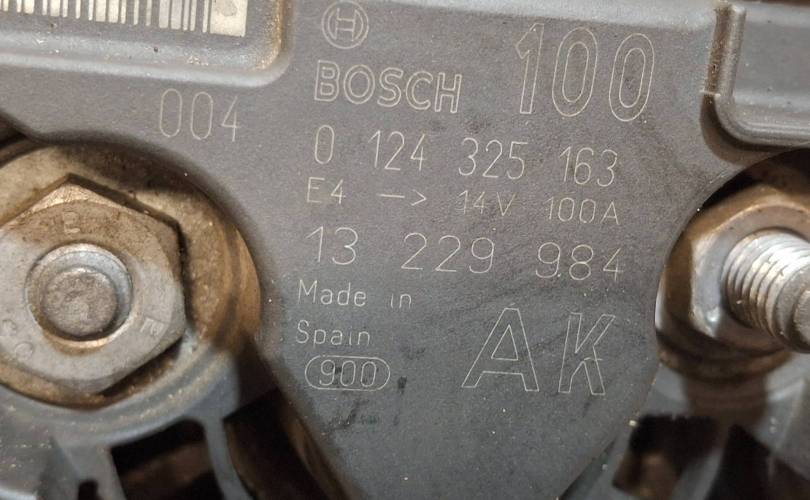 100
BOSCH
004
0 124 325 163
E4 --> 14V 100A
13 229 984
Made in
Spain
900
AK